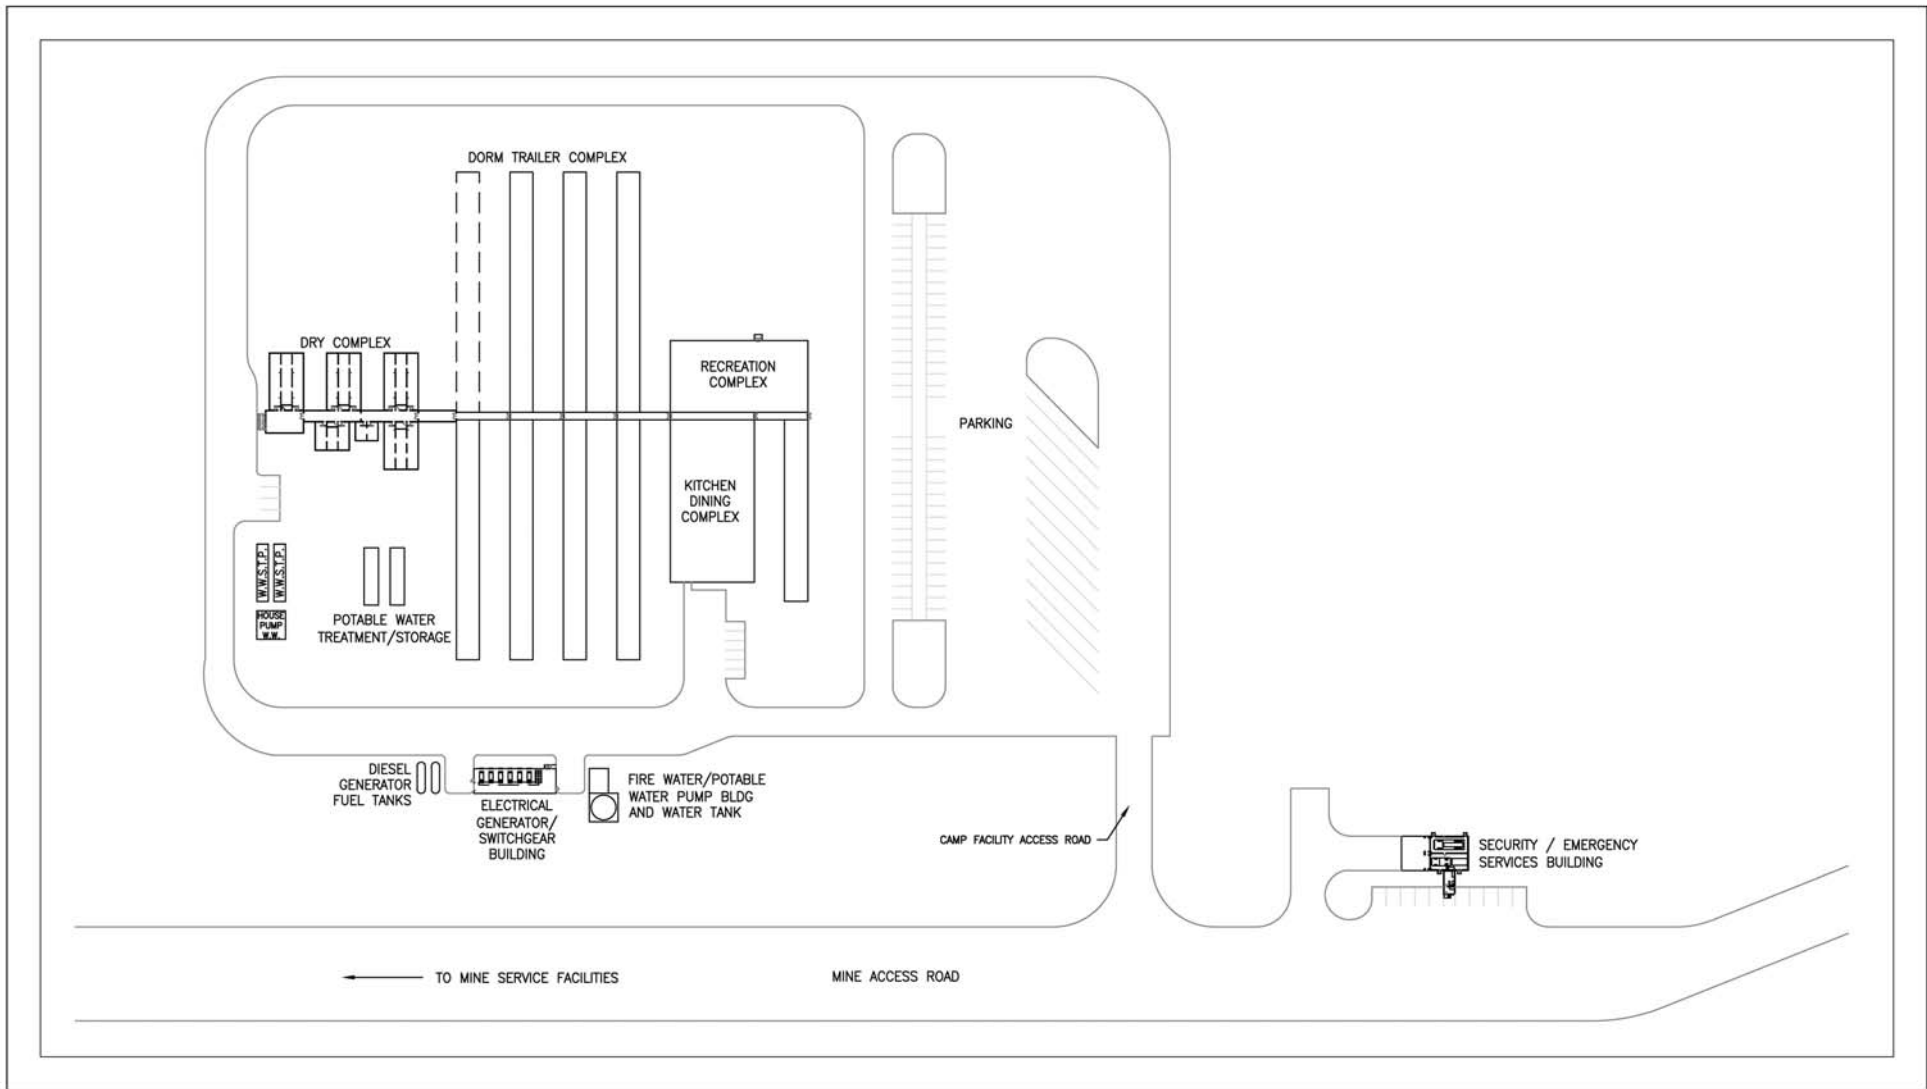 DORM TRAILER COMPLEX
DRY COMPLEX
RECREATION
COMPLEX
PARKING
KITCHEN
DINING
COMPLEX
W.W.S.T.P.
W.W.S.T.P.
HOUSE
PUMP
W.W.
POTABLE WATER
TREATMENT/STORAGE
DIESEL
GENERATOR
FUEL TANKS
ELECTRICAL
GENERATOR/
SWITCHGEAR
BUILDING
FIRE WATER/POTABLE
WATER PUMP BLDG
AND WATER TANK
CAMP FACILITY ACCESS ROAD
SECURITY / EMERGENCY
SERVICES BUILDING
TO MINE SERVICE FACILITIES
MINE ACCESS ROAD